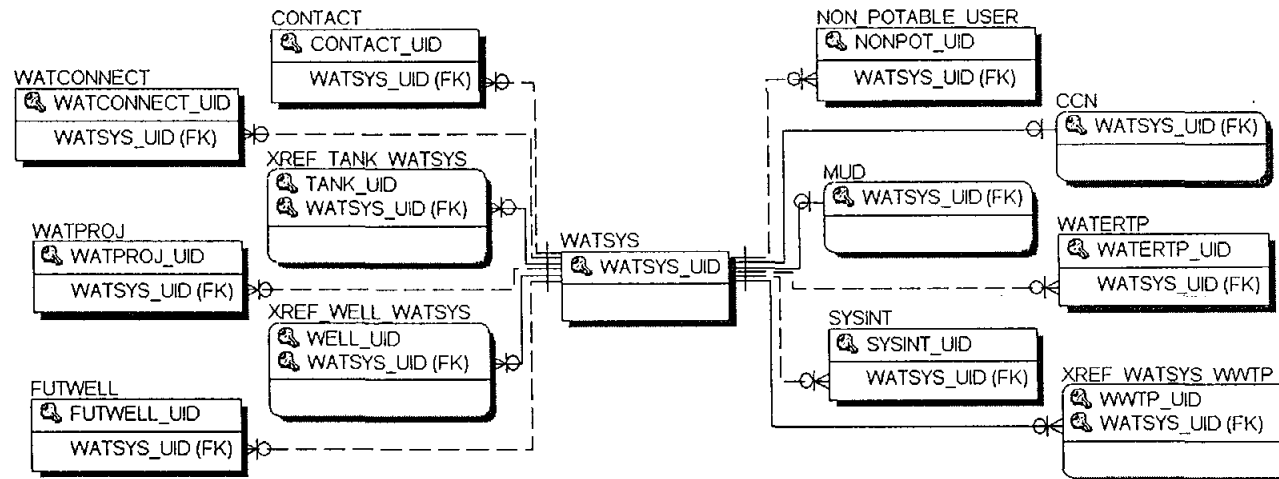 CONTACT
CONTACT_UID
WATSYS_UID (FK)
WATCONNECT
WATCONNECT_UID
WATSYS_UID (FK)
XREF_TANK_WATSYS
TANK_UID
WATSYS_UID (FK)
WATPROJ
WATPROJ_UID
WATSYS_UID (FK)
XREF_WELL_WATSYS
WELL_UID
WATSYS_UID (FK)
FUTWELL
FUTWELL_UID
WATSYS_UID (FK)
WATSYS
WATSYS_UID
NON_POTABLE_USER
NONPOT_UID
WATSYS_UID (FK)
CCN
WATSYS_UID (FK)
MUD
WATSYS_UID (FK)
WATERTP
WATERTP_UID
WATSYS_UID (FK)
SYSINT
SYSINT_UID
WATSYS_UID (FK)
XREF_WATSYS_WWTP
WWTP_UID
WATSYS_UID (FK)